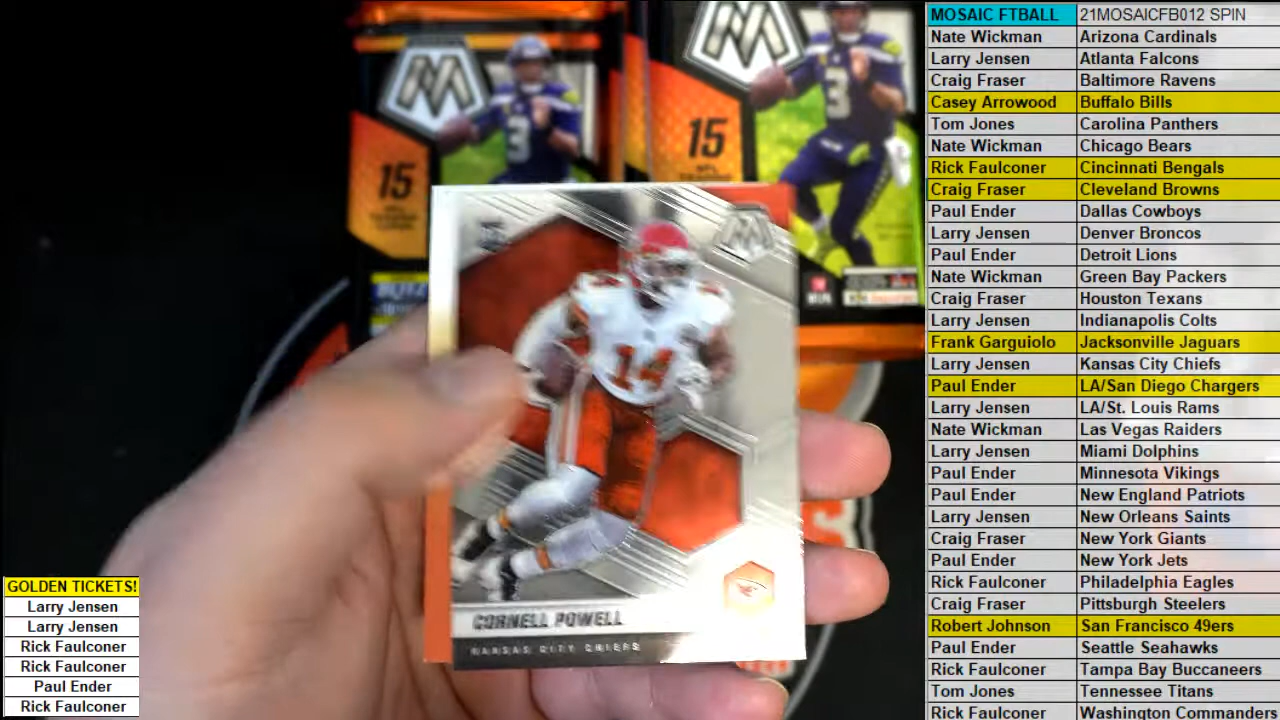 MOSAIC FTBALL 21MOSAICFB012 SPIN
Nate Wickman Arizona Cardinals
Larry Jensen Atlanta Falcons
Craig Fraser Baltimore Ravens
Casey Arrowood Buffalo Bills
Tom Jones Carolina Panthers
Nate Wickman Chicago Bears
Rick Faulconer Cincinnati Bengals
Craig Fraser Cleveland Browns
Paul Ender Dallas Cowboys
Larry Jensen Denver Broncos
Paul Ender Detroit Lions
Nate Wickman Green Bay Packers
Craig Fraser Houston Texans
Larry Jensen Indianapolis Colts
Frank Garguiolo Jacksonville Jaguars
Larry Jensen Kansas City Chiefs
Paul Ender LA/San Diego Chargers
Larry Jensen LA/St. Louis Rams
Nate Wickman Las Vegas Raiders
Larry Jensen Miami Dolphins
Paul Ender Minnesota Vikings
Paul Ender New England Patriots
Larry Jensen New Orleans Saints
Craig Fraser New York Giants
Paul Ender New York Jets
Rick Faulconer Philadelphia Eagles
Craig Fraser Pittsburgh Steelers
Robert Johnson San Francisco 49ers
Paul Ender Seattle Seahawks
Rick Faulconer Tampa Bay Buccaneers
Tom Jones Tennessee Titans
Rick Faulconer Washington Commanders
15
15
3
3
14
CORNELL POWELL
KANSAS CITY CHIEFS
GOLDEN TICKETS!
Larry Jensen
Larry Jensen
Rick Faulconer
Rick Faulconer
Paul Ender
Rick Faulconer